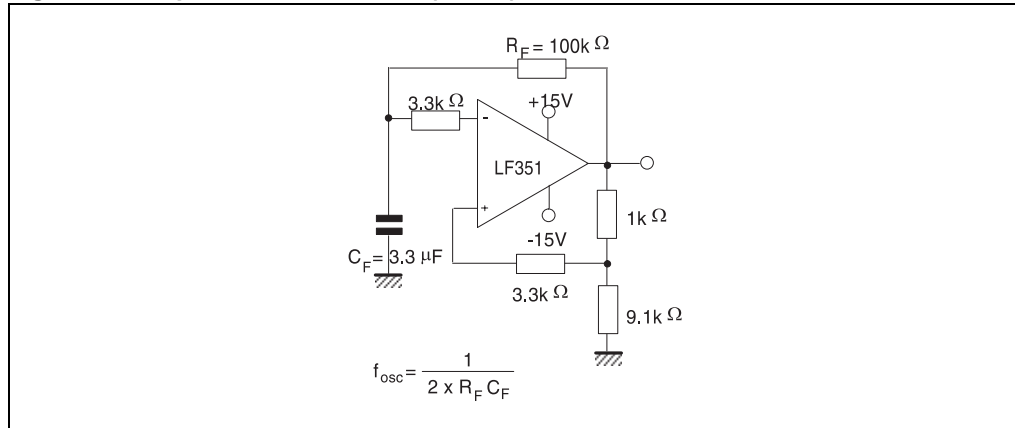 R_F = 100k Ω
3.3k Ω
+15V
-
LF351
+
-15V
1k Ω
C_F = 3.3 µF
3.3k Ω
9.1k Ω
f_osc = 1
2 x R_F C_F